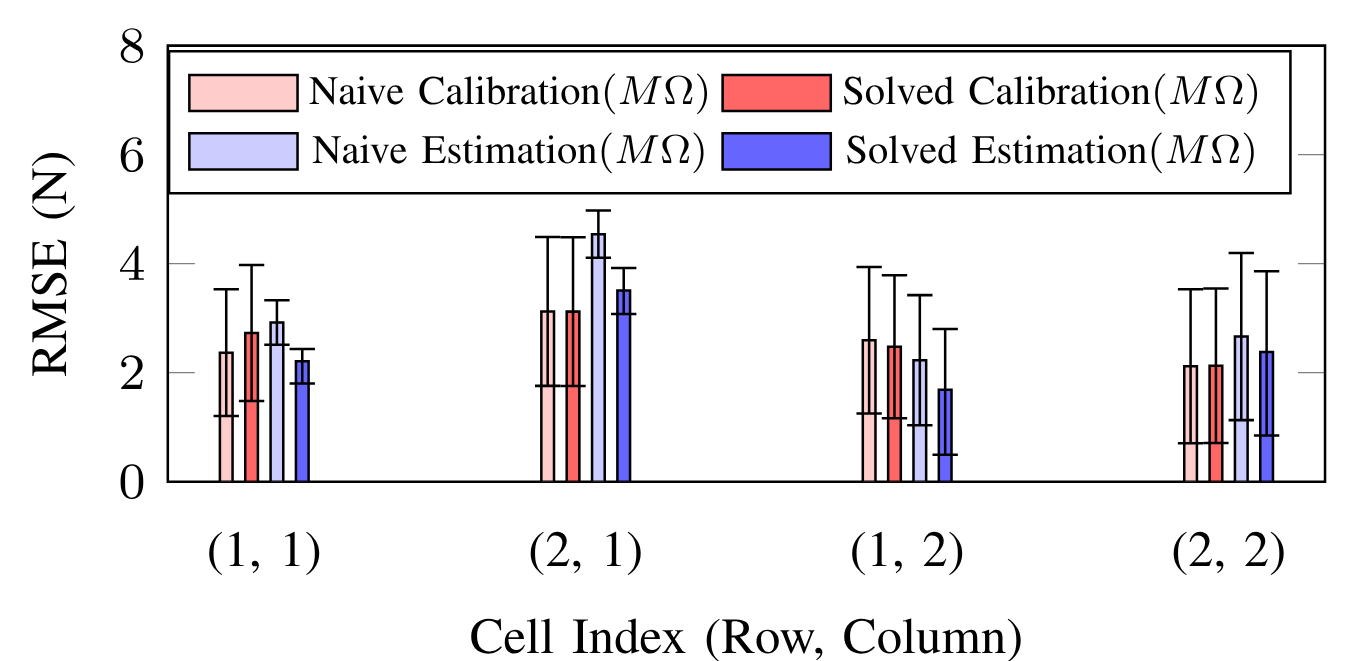 8
Naive Calibration(MΩ) Solved Calibration(MΩ)
Naive Estimation(MΩ) Solved Estimation(MΩ)
6
4
2
0
RMSE (N)
(1, 1) (2, 1) (1, 2) (2, 2)
Cell Index (Row, Column)